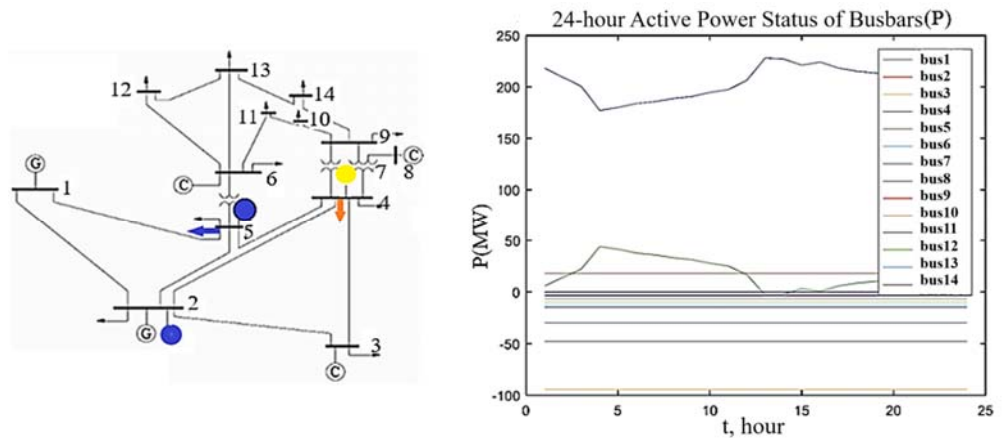 24-hour Active Power Status of Busbars(P)
13
12
14
11
10
9
C
8
7
6
C
4
G
1
5
2
G
3
C
P(MW)
250
200
150
100
50
0
-50
-100
0
5
10
15
20
25
t, hour
bus1
bus2
bus3
bus4
bus5
bus6
bus7
bus8
bus9
bus10
bus11
bus12
bus13
bus14